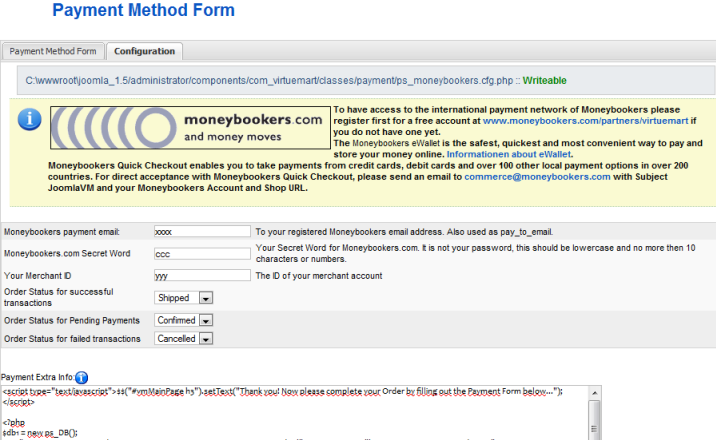 Payment Method Form
Payment Method Form
Configuration
C:\wwwroot\joomla_1.5/administrator/components/com_virtuemart/classes/payment/ps_moneybookers.cfg.php :: Writeable
moneybookers.com
and money moves
To have access to the international payment network of Moneybookers please
register first for a free account at www.moneybookers.com/partners/virtuemart if
you do not have one yet.
The Moneybookers eWallet is the safest, quickest and most convenient way to pay and
store your money online. Informationen about eWallet.
Moneybookers Quick Checkout enables you to take payments from credit cards, debit cards and over 100 other local payment options in over 200
countries. For direct acceptance with Moneybookers Quick Checkout, please send an email to commerce@moneybookers.com with Subject
JoomlaVM and your Moneybookers Account and Shop URL.
Moneybookers payment email: xxxx To your registered Moneybookers email address. Also used as pay_to_email.
Moneybookers.com Secret Word ccc Your Secret Word for Moneybookers.com. It is not your password, this should be lowercase and no more then 10
characters or numbers.
Your Merchant ID yyy The ID of your merchant account
Order Status for successful
transactions Shipped
Order Status for Pending Payments Confirmed
Order Status for failed transactions Cancelled
Payment Extra Info:
<script type="text/javascript">$$("#vmMainPage h3").setText("Thank you! Now please complete your Order by filling out the Payment Form below...");
</script>
<?php
$db1 = new ps_DB();